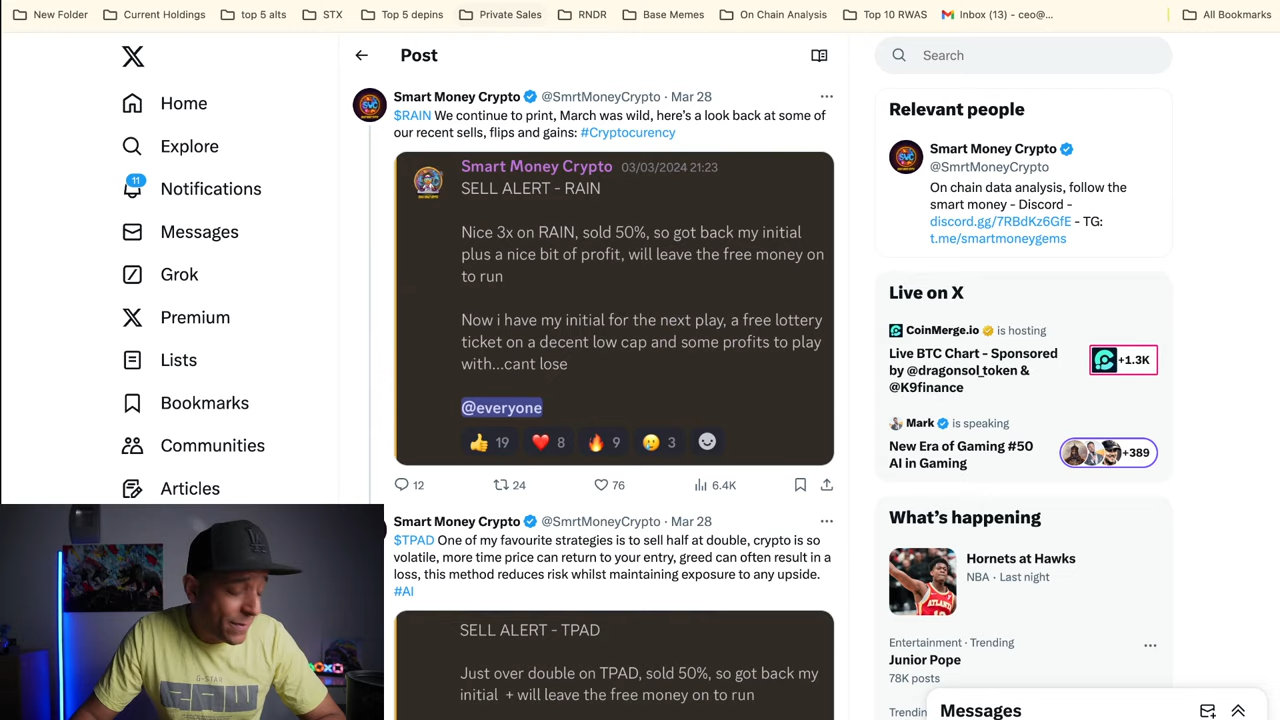 New Folder
Current Holdings
top 5 alts
STX
Top 5 depins
Private Sales
RNDR
Base Memes
On Chain Analysis
Top 10 RWAS
Inbox (13) – ceo@...
All Bookmarks
Home
Explore
11
Notifications
Messages
Grok
Premium
Lists
Bookmarks
Communities
Articles
Post
Smart Money Crypto @SmrtMoneyCrypto · Mar 28
$RAIN We continue to print, March was wild, here's a look back at some of
our recent sells, flips and gains: #Cryptocurency
Smart Money Crypto 03/03/2024 21:23
SELL ALERT - RAIN
Nice 3x on RAIN, sold 50%, so got back my initial
plus a nice bit of profit, will leave the free money on
to run
Now i have my initial for the next play, a free lottery
ticket on a decent low cap and some profits to play
with...cant lose
@everyone
19 8 9 3
12 24 76 6.4K
Smart Money Crypto @SmrtMoneyCrypto · Mar 28
$TPAD One of my favourite strategies is to sell half at double, crypto is so
volatile, more time price can return to your entry, greed can often result in a
loss, this method reduces risk whilst maintaining exposure to any upside.
#AI
SELL ALERT - TPAD
Just over double on TPAD, sold 50%, so got back my
initial + will leave the free money on to run
Search
Relevant people
Smart Money Crypto
@SmrtMoneyCrypto
On chain data analysis, follow the
smart money - Discord -
discord.gg/7RBdKz6GfE - TG:
t.me/smartmoneygems
Live on X
CoinMerge.io is hosting
Live BTC Chart - Sponsored
by @dragonsol_token &
@K9finance
+1.3K
Mark is speaking
New Era of Gaming #50
AI in Gaming
+389
What's happening
Hornets at Hawks
NBA · Last night
Entertainment · Trending
Junior Pope
78K posts
Trendin
Messages
G-STAR